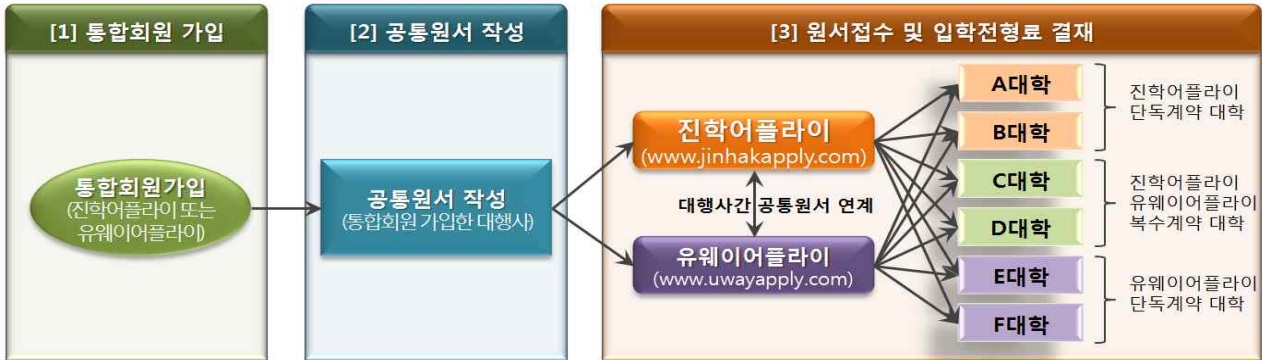 [1] 통합회원 가입
통합회원가입
(진학어플라이 또는
유웨이어플라이)
[2] 공통원서 작성
공통원서 작성
(통합회원 가입한 대행사)
[3] 원서접수 및 입학전형료 결재
진학어플라이
(www.jinhakapply.com)
대행사간 공통원서 연계
유웨이어플라이
(www.uwayapply.com)
A대학
B대학
C대학
D대학
E대학
F대학
진학어플라이
단독계약 대학
진학어플라이
유웨이어플라이
복수계약 대학
유웨이어플라이
단독계약 대학